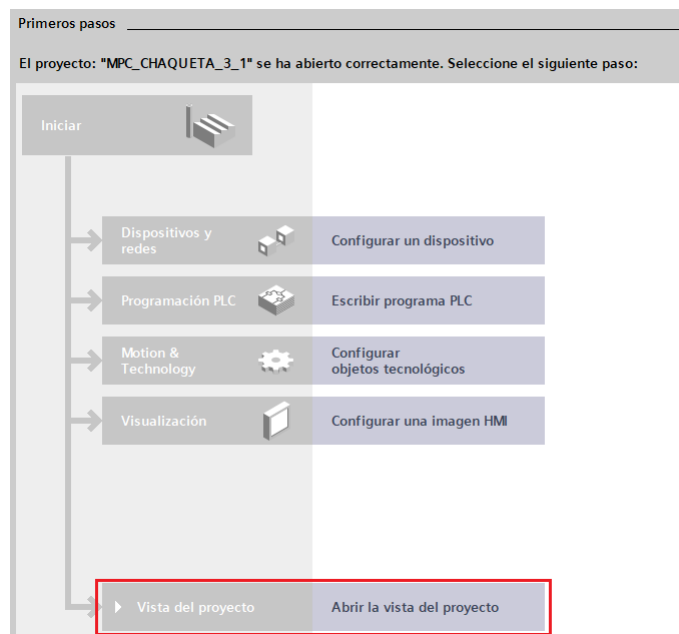 Primeros pasos
El proyecto: "MPC_CHAQUETA_3_1" se ha abierto correctamente. Seleccione el siguiente paso:
Iniciar
Dispositivos y
redes
Configurar un dispositivo
Programación PLC
Escribir programa PLC
Motion &
Technology
Configurar
objetos tecnológicos
Visualización
Configurar una imagen HMI
Vista del proyecto
Abrir la vista del proyecto